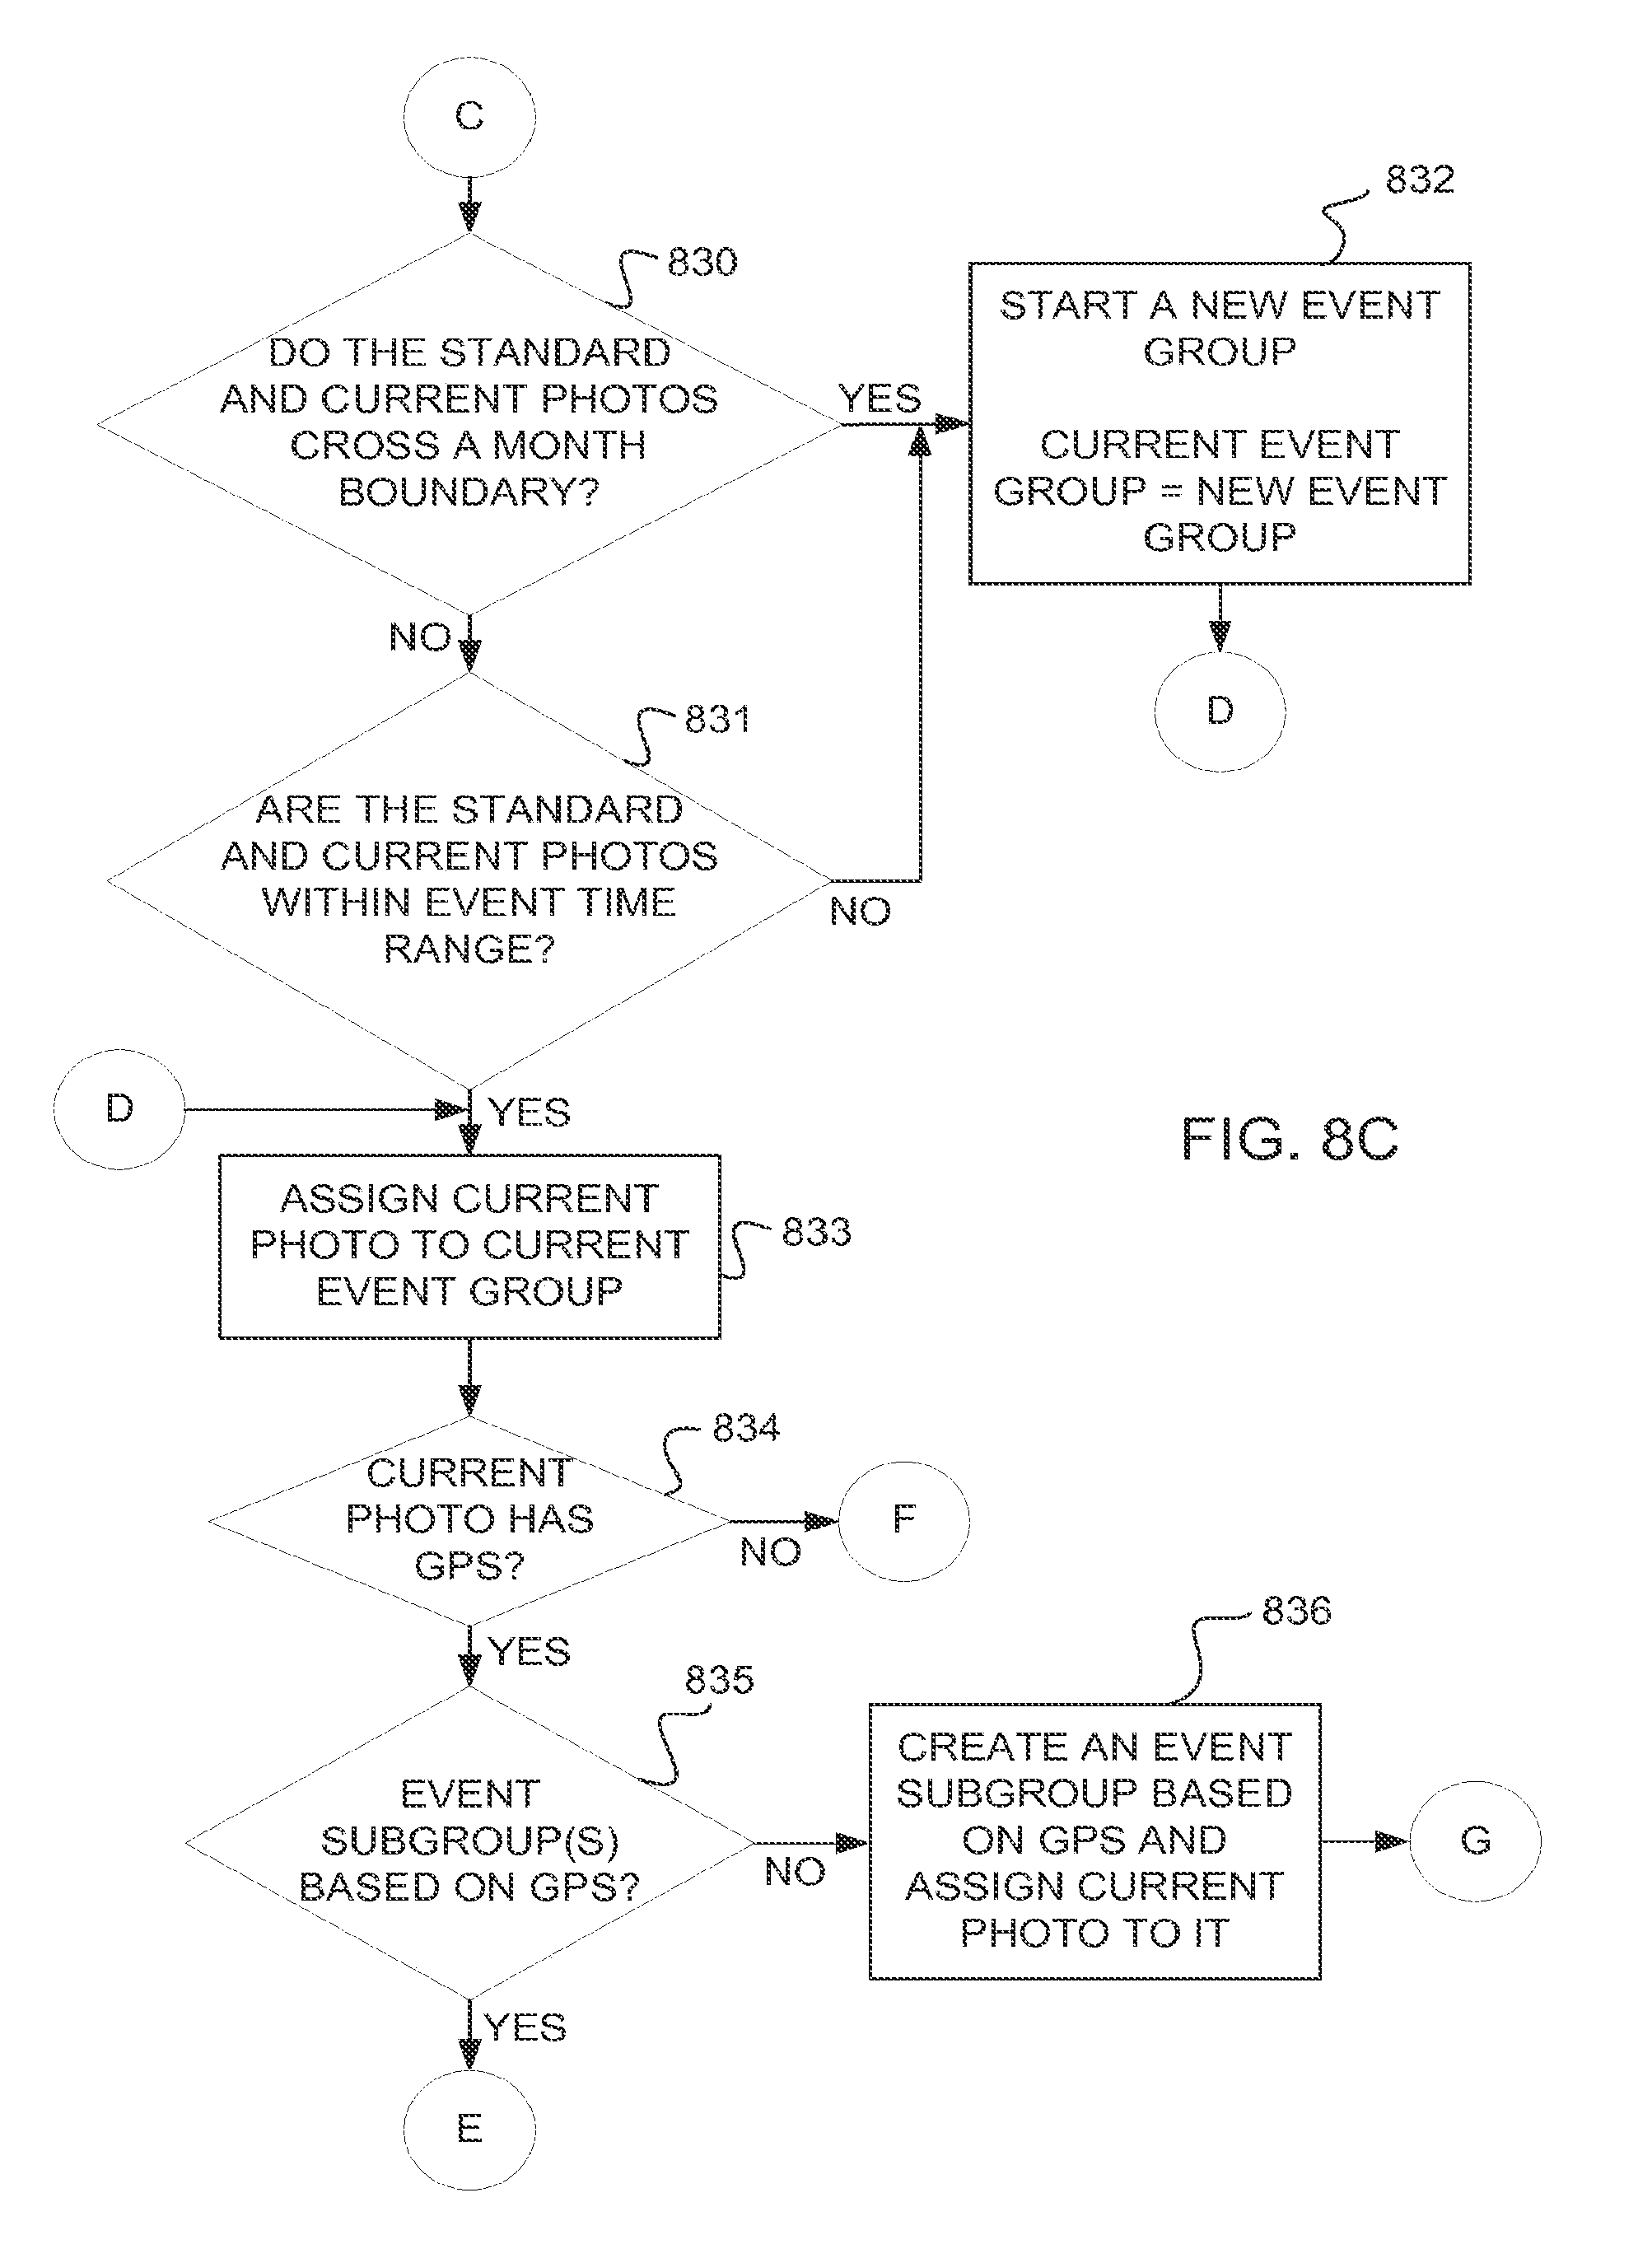 C
830
DO THE STANDARD
AND CURRENT PHOTOS
CROSS A MONTH
BOUNDARY?
YES
832
START A NEW EVENT
GROUP
CURRENT EVENT
GROUP = NEW EVENT
GROUP
NO
D
831
ARE THE STANDARD
AND CURRENT PHOTOS
WITHIN EVENT TIME
RANGE?
NO
D
YES
FIG. 8C
ASSIGN CURRENT
PHOTO TO CURRENT
EVENT GROUP
833
834
CURRENT
PHOTO HAS
GPS?
NO
F
YES
835
EVENT
SUBGROUP(S)
BASED ON GPS?
NO
836
CREATE AN EVENT
SUBGROUP BASED
ON GPS AND
ASSIGN CURRENT
PHOTO TO IT
G
YES
E